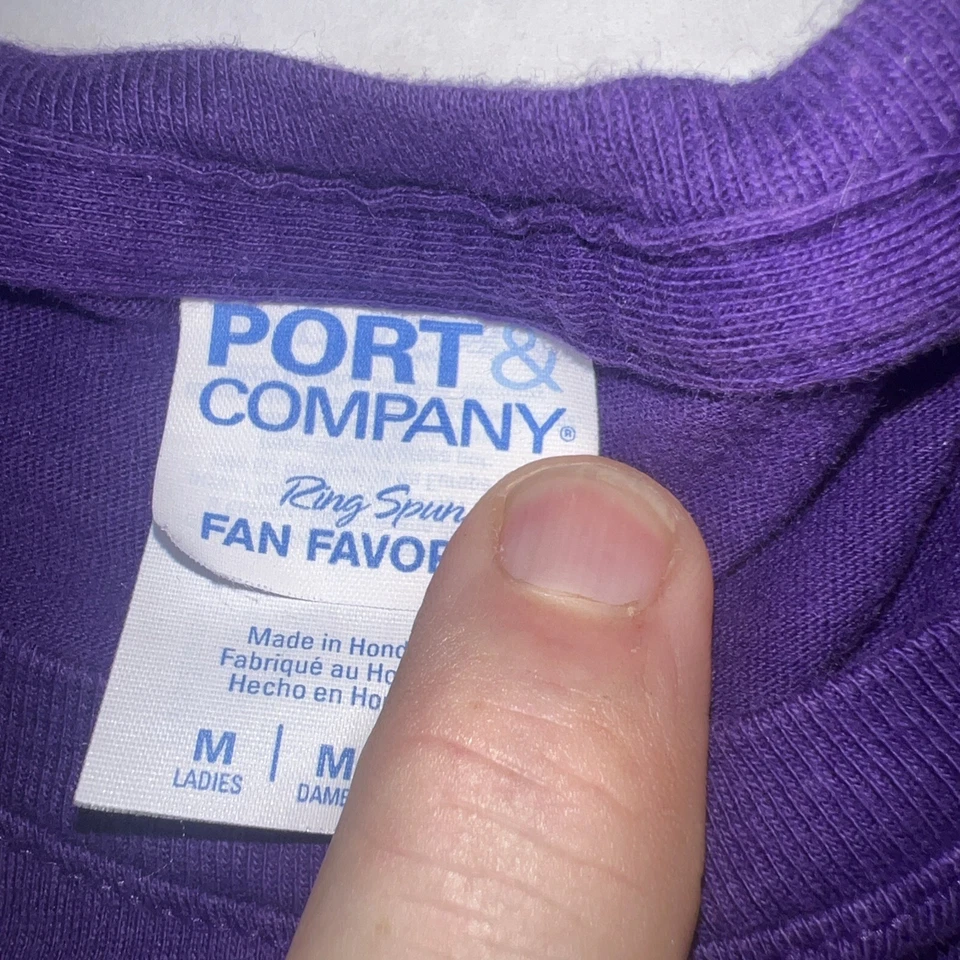 PORT &
COMPANY®
Ring Spun
FAN FAVOR
Made in Hond
Fabriqué au Ho
Hecho en Ho
M | M
LADIES DAME